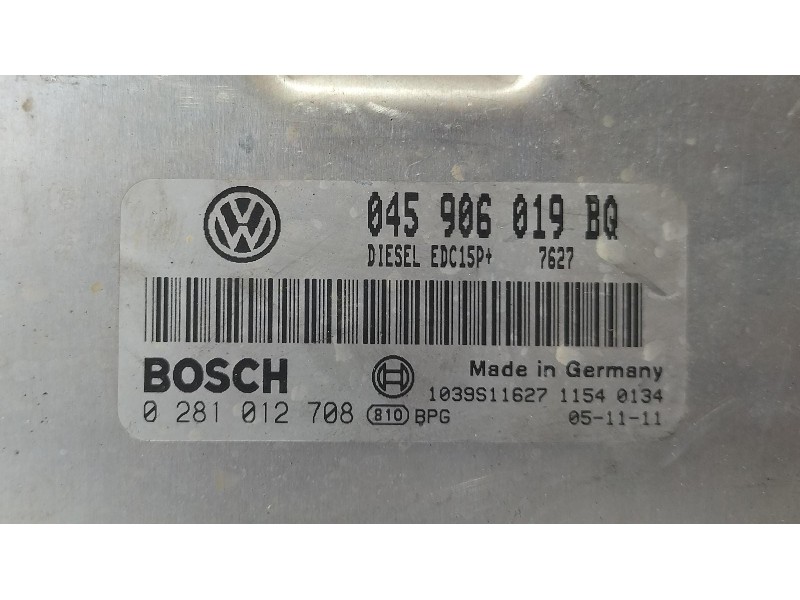 045 906 019 BQ
DIESEL EDC15P+ 7627
BOSCH
Made in Germany
1039S11627 1154 0134
0 281 012 708 810 BPG 05-11-11